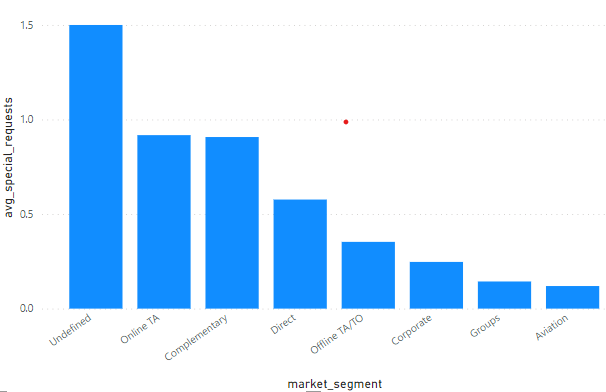 1.5
1.0
0.5
0.0
avg_special_requests
Undefined
Online TA
Complementary
Direct
Offline TA/TO
Corporate
Groups
Aviation
market_segment